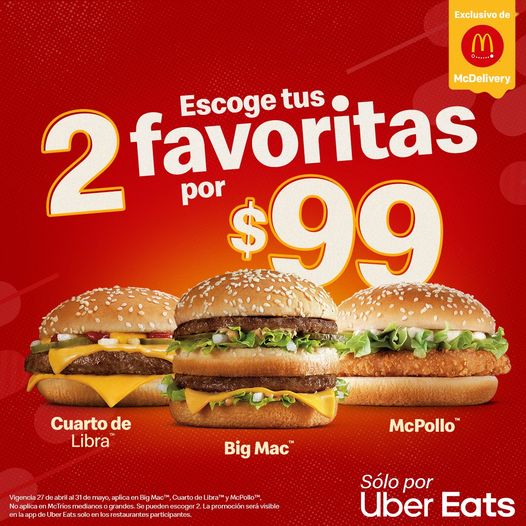 Exclusivo de
McDelivery
Escoge tus
2 favoritas
por $99
Cuarto de
Libra™
Big Mac™
McPollo™
Vigencia 27 de abril al 31 de mayo, aplica en Big Mac™, Cuarto de Libra™ y McPollo™.
No aplica en McTríos medianos o grandes. Se pueden escoger 2. La promoción será visible
en la app de Uber Eats solo en los restaurantes participantes.
Sólo por
Uber Eats